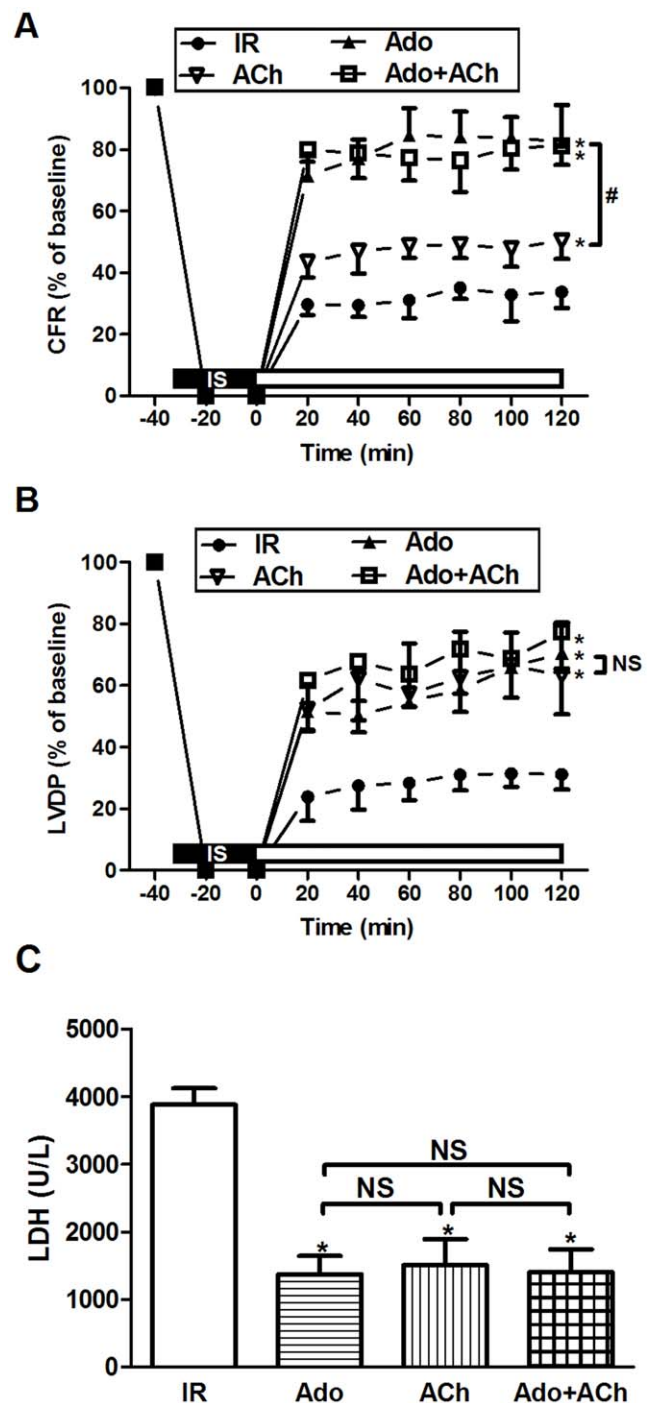 A
IR Ado
ACh Ado+ACh
CFR (% of baseline)
100
80
60
40
20
0
* *
#
*
IS
-40 -20 0 20 40 60 80 100 120
Time (min)
B
IR Ado
ACh Ado+ACh
LVDP (% of baseline)
100
80
60
40
20
0
*
* NS
*
IS
-40 -20 0 20 40 60 80 100 120
Time (min)
C
LDH (U/L)
5000
4000
3000
2000
1000
0
NS
NS NS
* * *
IR Ado ACh Ado+ACh